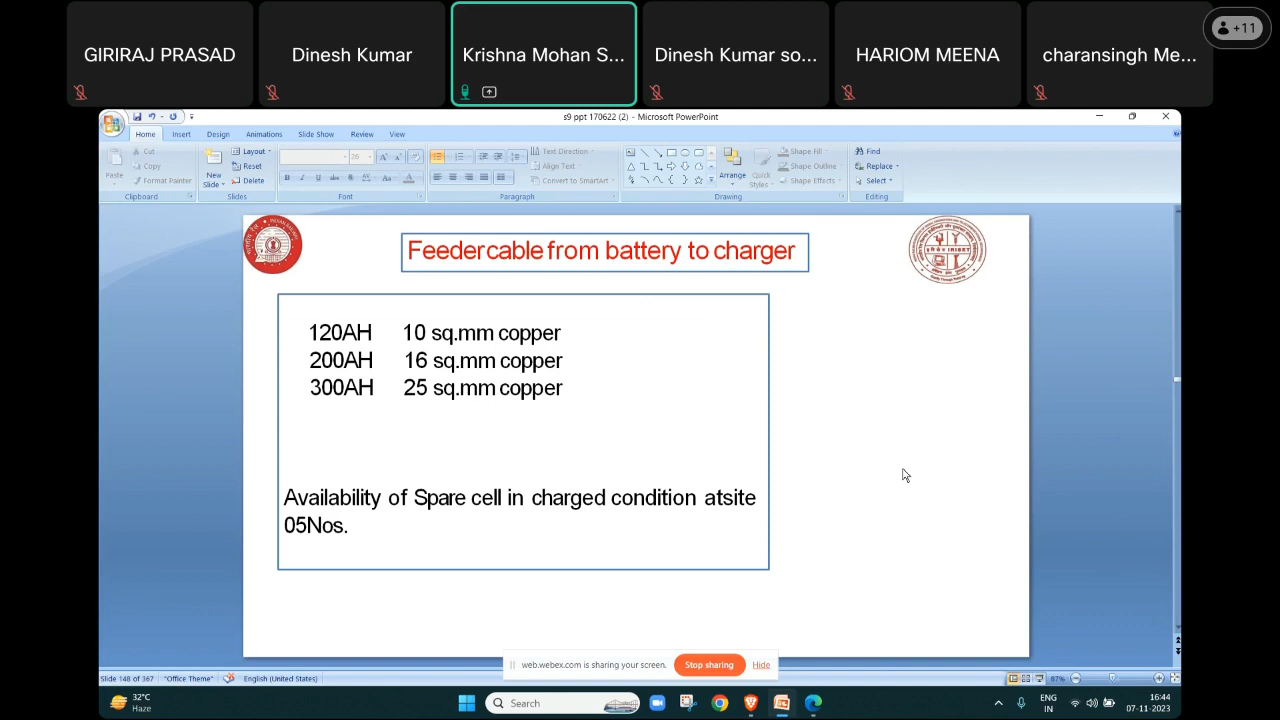 GIRIRAJ PRASAD
Dinesh Kumar
Krishna Mohan S...
Dinesh Kumar so...
HARIOM MEENA
charansingh Me...
+11
s9 ppt 170622 (2) - Microsoft PowerPoint
Home Insert Design Animations Slide Show Review View
Cut
Copy
Format Painter
Paste
Clipboard
New
Slide
Layout
Reset
Delete
Slides
26
Font
Text Direction
Align Text
Convert to SmartArt
Paragraph
Arrange
Quick
Styles
Shape Fill
Shape Outline
Shape Effects
Drawing
Find
Replace
Select
Editing
Feedercable from battery to charger
120AH 10 sq.mm copper
200AH 16 sq.mm copper
300AH 25 sq.mm copper
Availability of Spare cell in charged condition atsite
05Nos.
web.webex.com is sharing your screen. Stop sharing Hide
Slide 148 of 367 "Office Theme" English (United States) 87%
32°C
Haze
Search
ENG
IN
16:44
07-11-2023